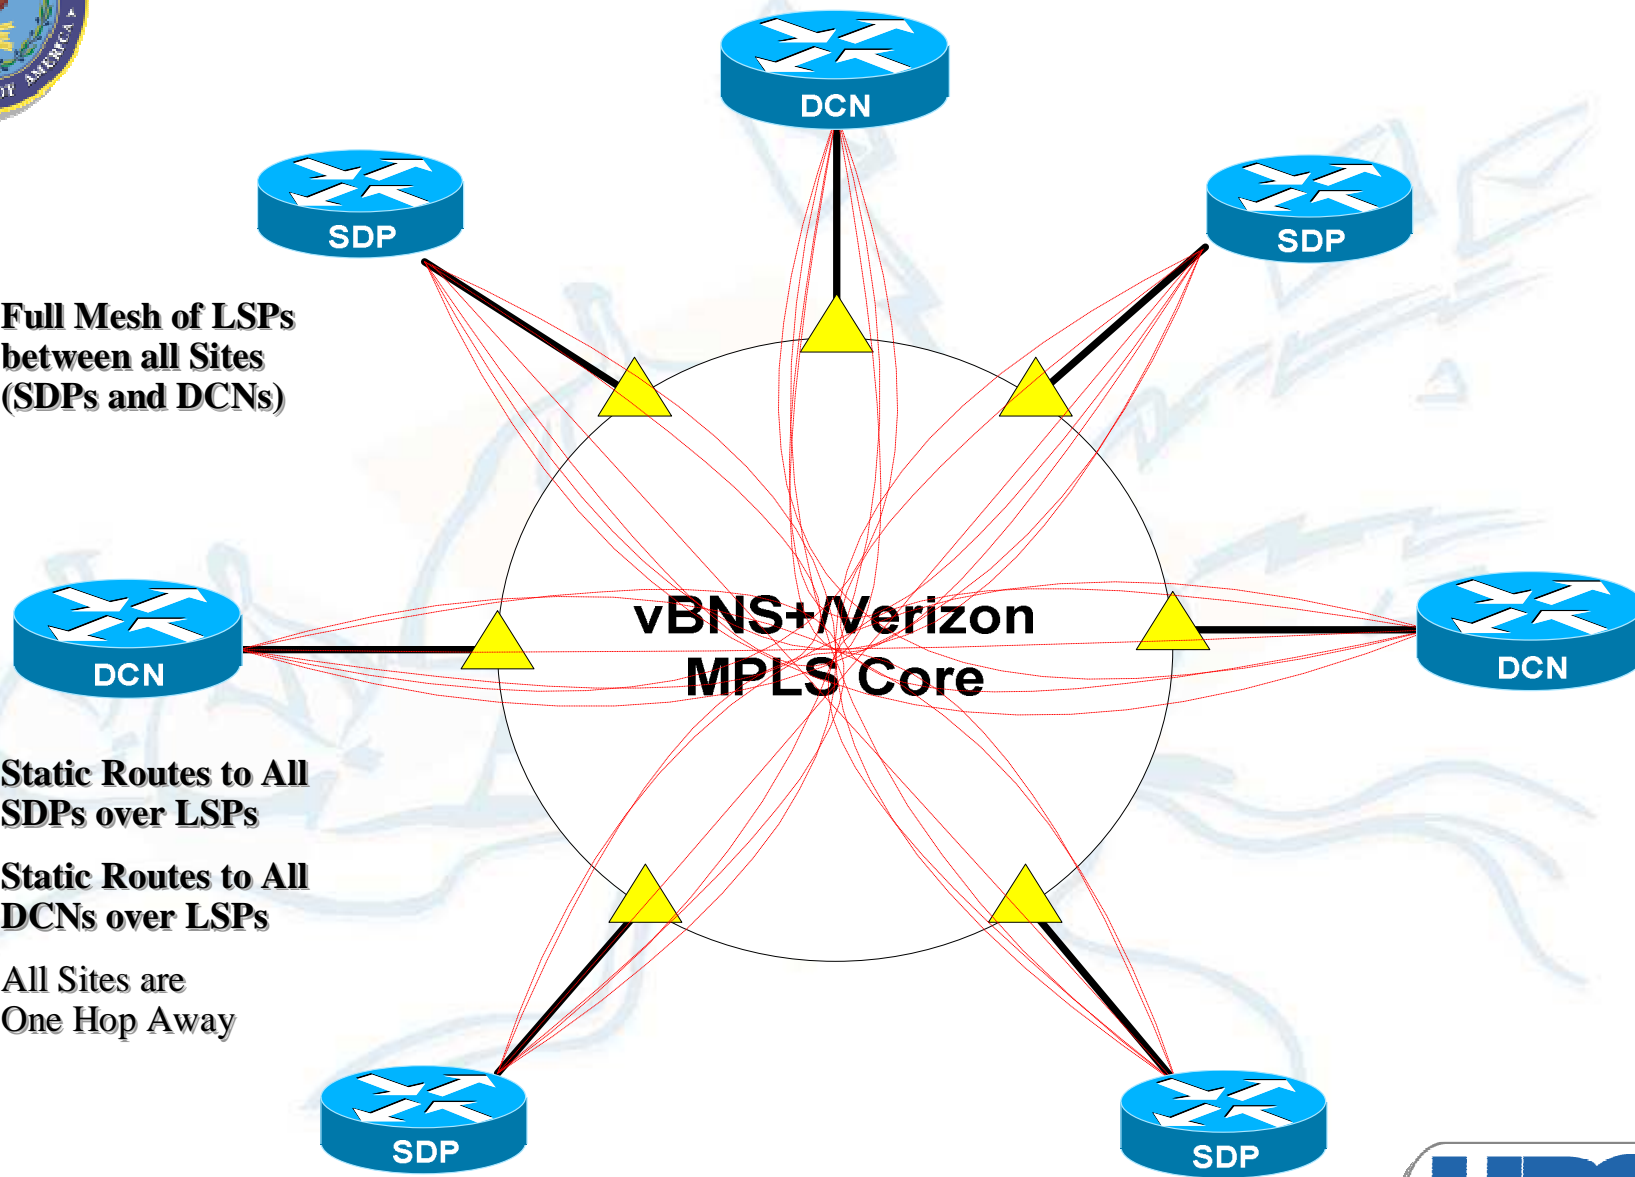 AMERICA
DCN
SDP
SDP
Full Mesh of LSPs
between all Sites
(SDPs and DCNs)
vBNS+/Verizon
MPLS Core
DCN
DCN
Static Routes to All
SDPs over LSPs
Static Routes to All
DCNs over LSPs
All Sites are
One Hop Away
SDP
SDP